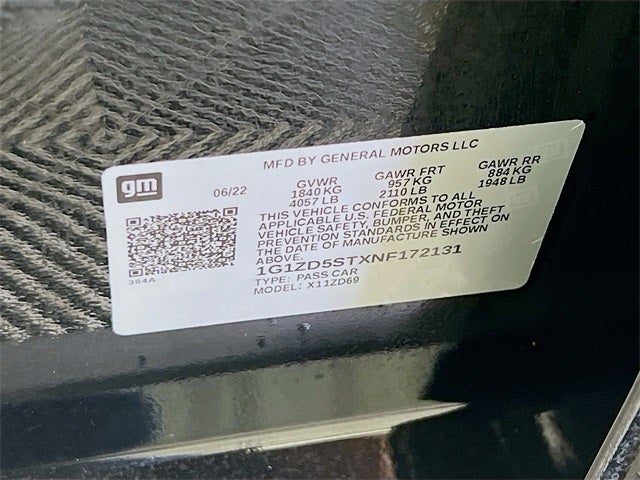 MFD BY GENERAL MOTORS LLC
gm
06/22
GVWR GAWR FRT GAWR RR
1840 KG 957 KG 884 KG
4057 LB 2110 LB 1948 LB
THIS VEHICLE CONFORMS TO ALL
APPLICABLE U.S. FEDERAL MOTOR
VEHICLE SAFETY, BUMPER, AND THEFT
PREVENTION STANDARDS IN EFFECT ON
THE DATE OF MANUFACTURE SHOWN
ABOVE.
1G1ZD5STXNF172131
TYPE: PASS CAR
MODEL: X11ZD69
384A